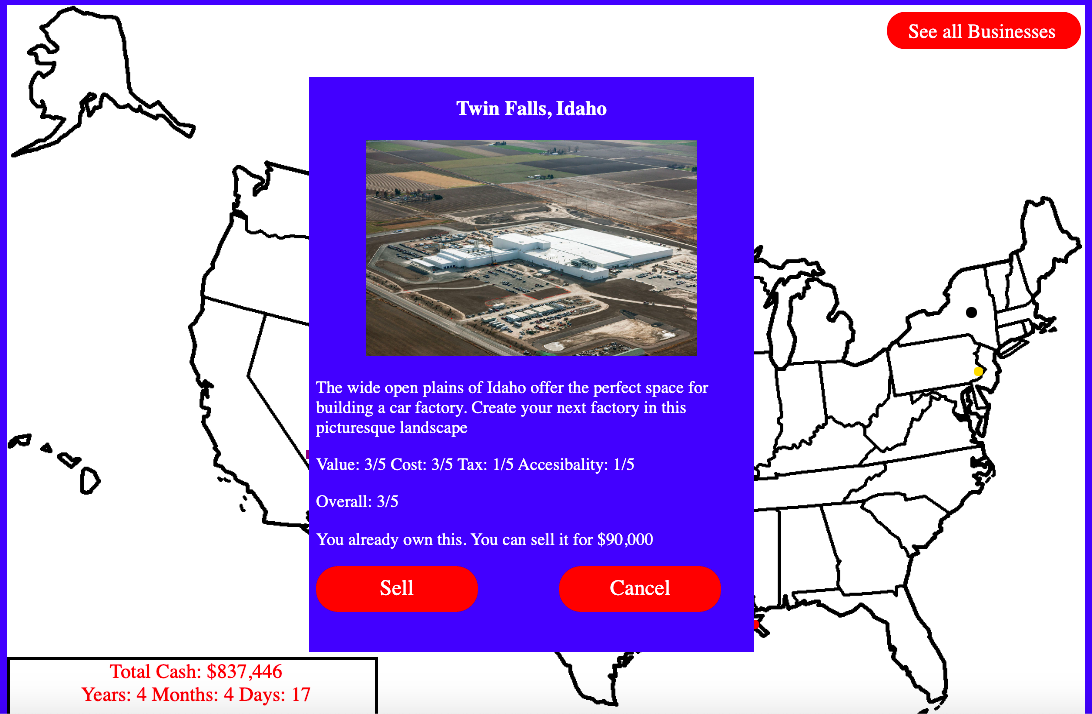 See all Businesses
Twin Falls, Idaho
The wide open plains of Idaho offer the perfect space for
building a car factory. Create your next factory in this
picturesque landscape
Value: 3/5 Cost: 3/5 Tax: 1/5 Accesibality: 1/5
Overall: 3/5
You already own this. You can sell it for $90,000
Sell Cancel
Total Cash: $837,446
Years: 4 Months: 4 Days: 17